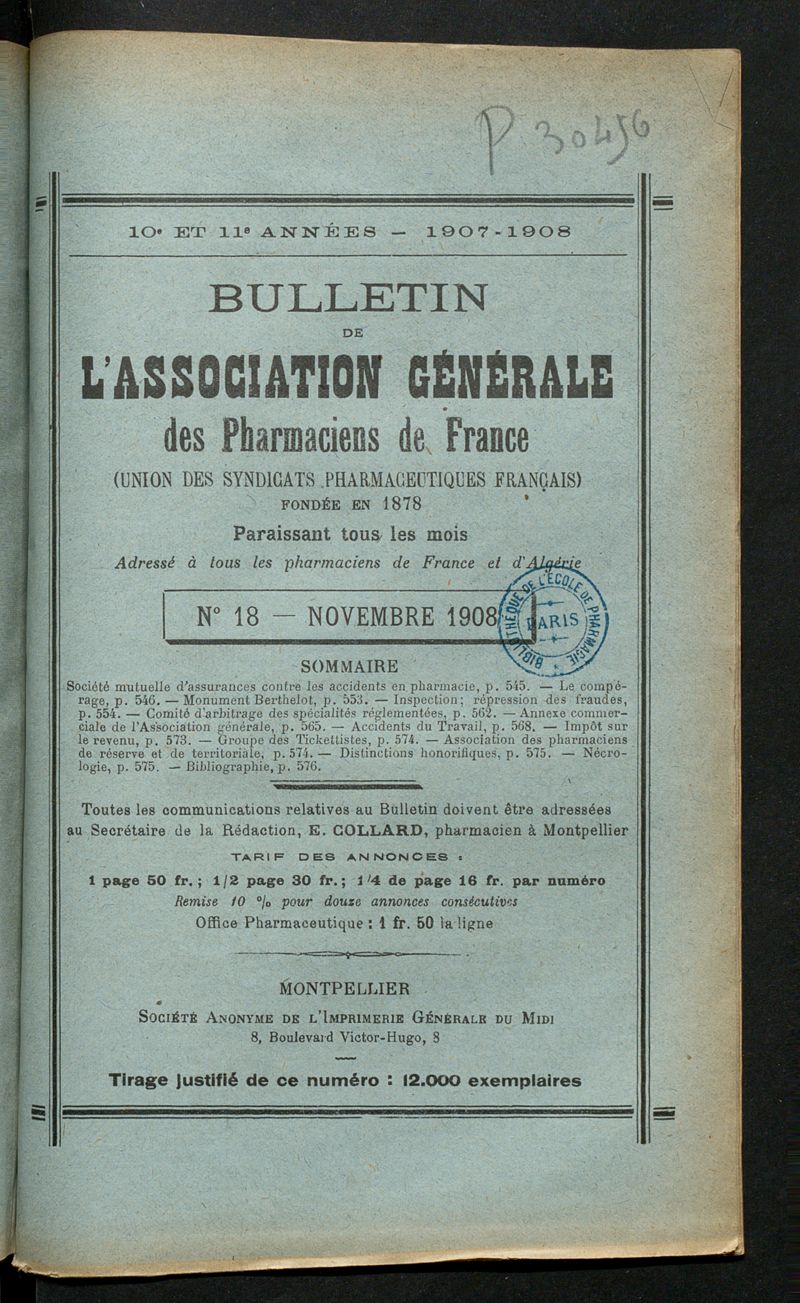 P 30456
10e ET 11e ANNÉES — 1907-1908
BULLETIN
DE
L'ASSOCIATION GÉNÉRALE
des Pharmaciens de France
(UNION DES SYNDICATS PHARMACEUTIQUES FRANÇAIS)
FONDÉE EN 1878
Paraissant tous les mois
Adressé à tous les pharmaciens de France et d'Algérie
N° 18 — NOVEMBRE 1908
BIBLIOTHÈQUE DE L'ÉCOLE DE PHARMACIE
PARIS
SOMMAIRE
Société mutuelle d'assurances contre les accidents en pharmacie, p. 545. — Le compé-
rage, p. 546. — Monument Berthelot, p. 553. — Inspection; répression des fraudes,
p. 554. — Comité d'arbitrage des spécialités réglementées, p. 562. — Annexe commer-
ciale de l'Association générale, p. 565. — Accidents du Travail, p. 568. — Impôt sur
le revenu, p. 573. — Groupe des Tickettistes, p. 574. — Association des pharmaciens
de réserve et de territoriale, p. 574. — Distinctions honorifiques, p. 575. — Nécro-
logie, p. 575. — Bibliographie, p. 576.
Toutes les communications relatives au Bulletin doivent être adressées
au Secrétaire de la Rédaction, E. COLLARD, pharmacien à Montpellier
TARIF DES ANNONCES :
1 page 50 fr.; 1/2 page 30 fr.; 1/4 de page 16 fr. par numéro
Remise 10 % pour douze annonces consécutives
Office Pharmaceutique : 1 fr. 50 la ligne
MONTPELLIER
SOCIÉTÉ ANONYME DE L'IMPRIMERIE GÉNÉRALE DU MIDI
8, Boulevard Victor-Hugo, 8
Tirage justifié de ce numéro : 12.000 exemplaires